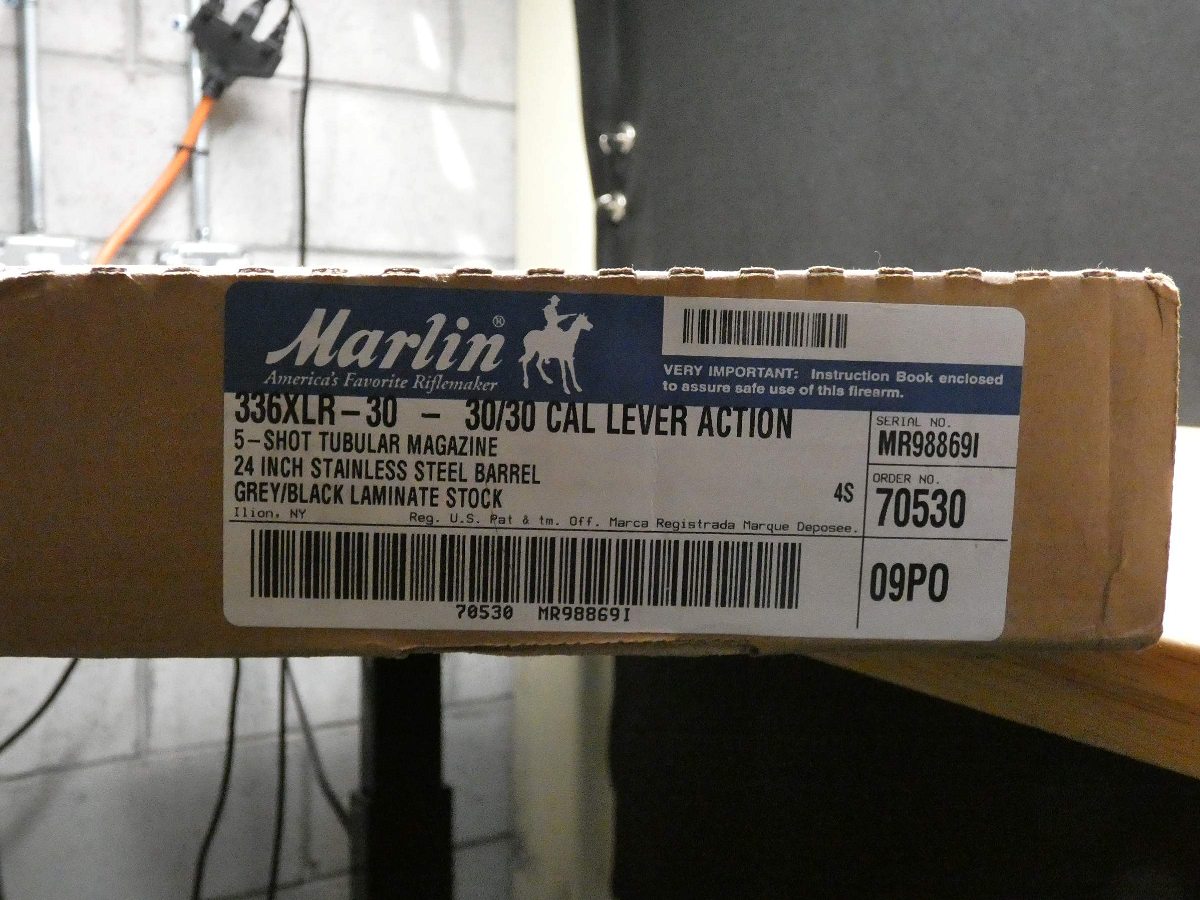 Marlin®
America's Favorite Riflemaker
VERY IMPORTANT: Instruction Book enclosed
to assure safe use of this firearm.
336XLR-30 - 30/30 CAL LEVER ACTION
5-SHOT TUBULAR MAGAZINE
24 INCH STAINLESS STEEL BARREL
GREY/BLACK LAMINATE STOCK
4S
Ilion, NY
Reg. U.S. Pat & tm. Off. Marca Registrada Marque Deposee.
70530 MR98869I
SERIAL NO.
MR98869I
ORDER NO.
70530
09PO